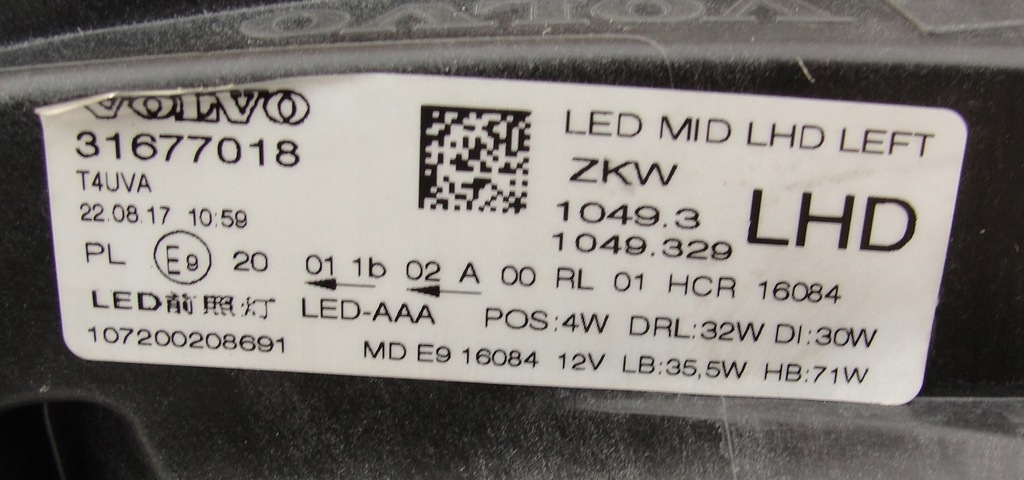 VOLVO
VOLVO
31677018
T4UVA
22.08.17 10:59
LED MID LHD LEFT
ZKW
1049.3
1049.329
LHD
PL E9 20 01 1b 02 A 00 RL 01 HCR 16084
LED前照灯 LED-AAA POS:4W DRL:32W DI:30W
107200208691 MD E9 16084 12V LB:35,5W HB:71W